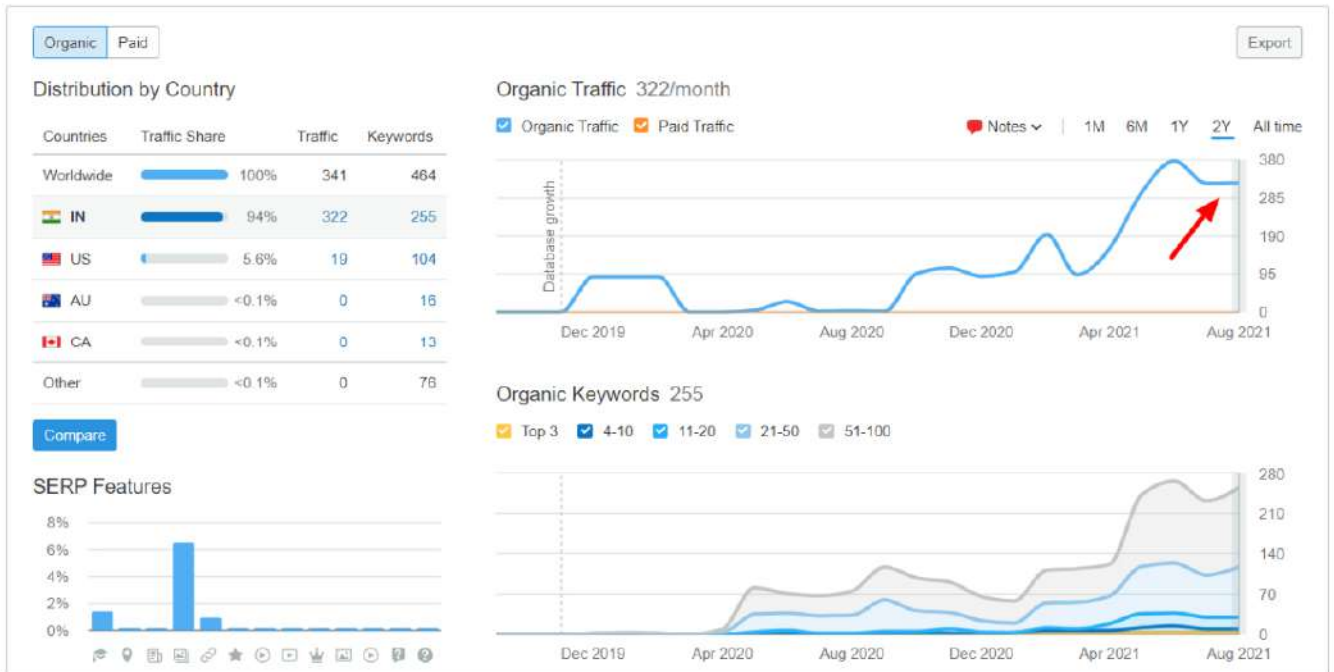 Organic Paid
Export
Distribution by Country
Countries Traffic Share Traffic Keywords
Worldwide 100% 341 464
IN 94% 322 255
US 5.6% 19 104
AU <0.1% 0 16
CA <0.1% 0 13
Other <0.1% 0 76
Compare
SERP Features
8%
6%
4%
2%
0%
Organic Traffic 322/month
Organic Traffic Paid Traffic
Notes 1M 6M 1Y 2Y All time
Database growth
380
285
190
95
0
Dec 2019 Apr 2020 Aug 2020 Dec 2020 Apr 2021 Aug 2021
Organic Keywords 255
Top 3 4-10 11-20 21-50 51-100
280
210
140
70
0
Dec 2019 Apr 2020 Aug 2020 Dec 2020 Apr 2021 Aug 2021